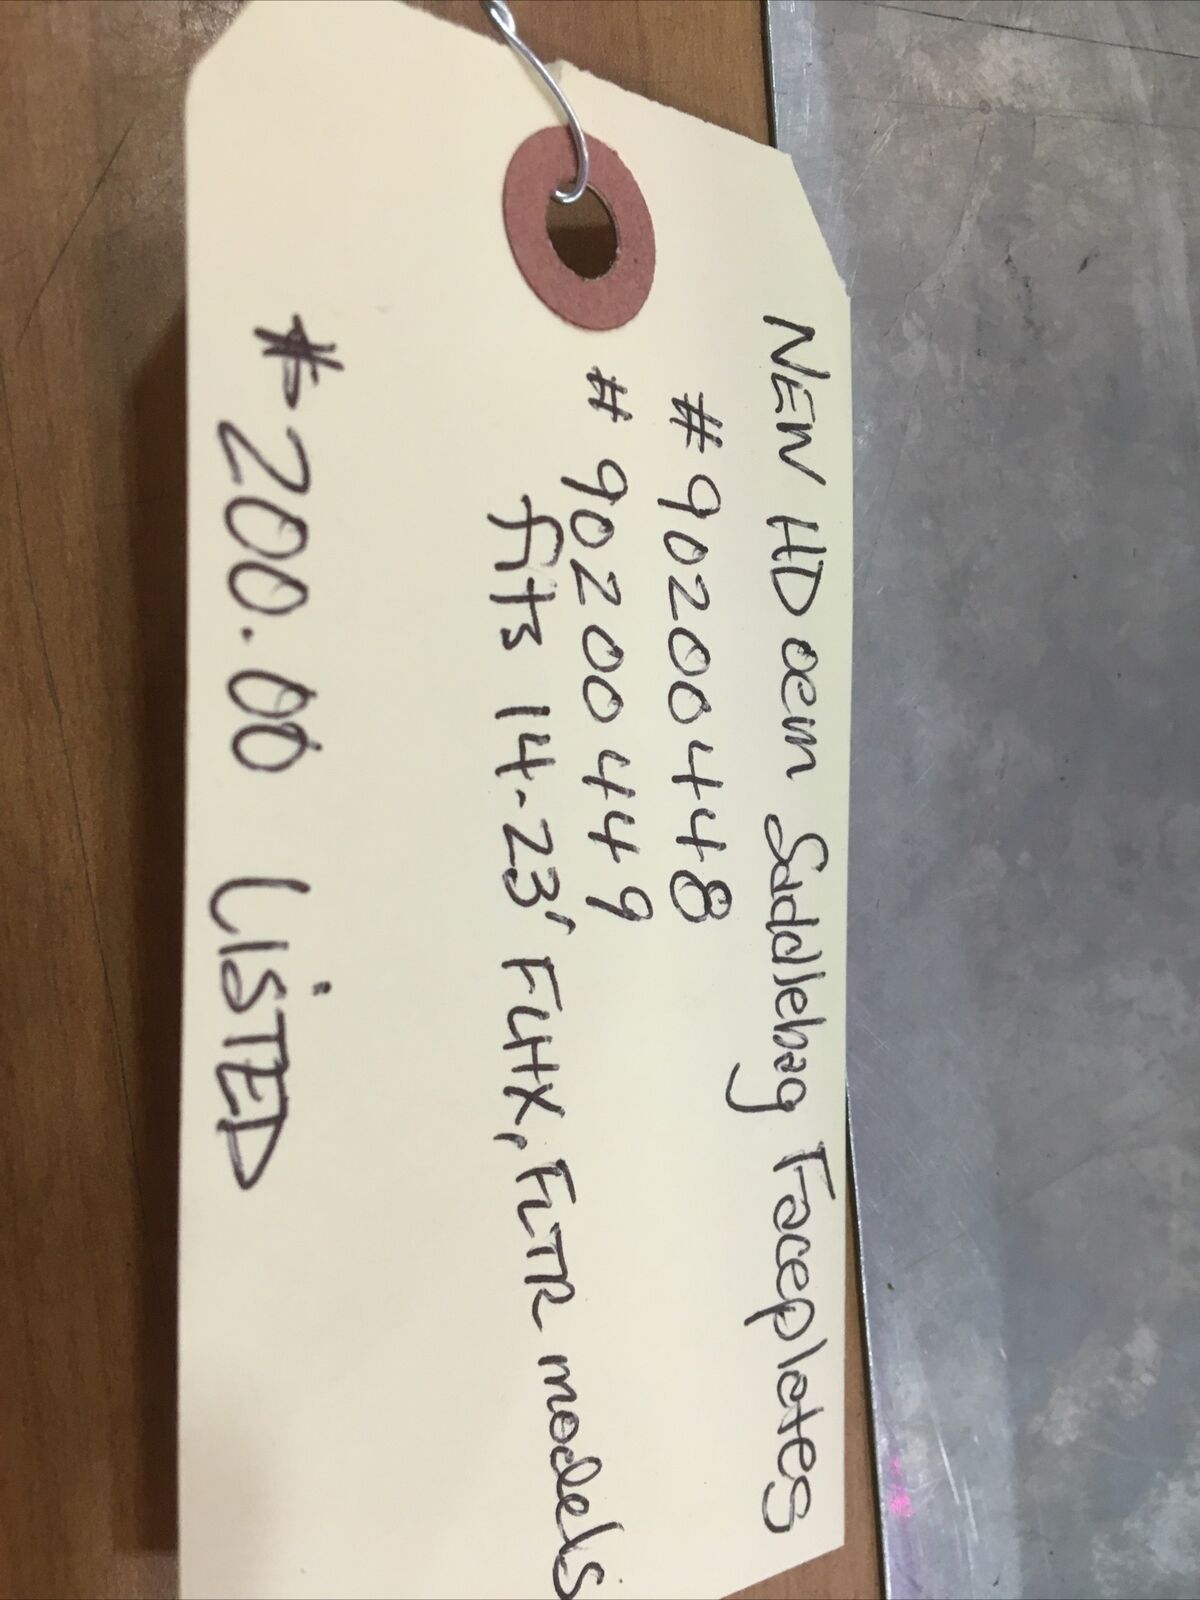 NEW HD oem Saddlebag Faceplates
#90200448
#90200449
fits 14-23' FLHX, FLTR models
$200.00 LiSTED